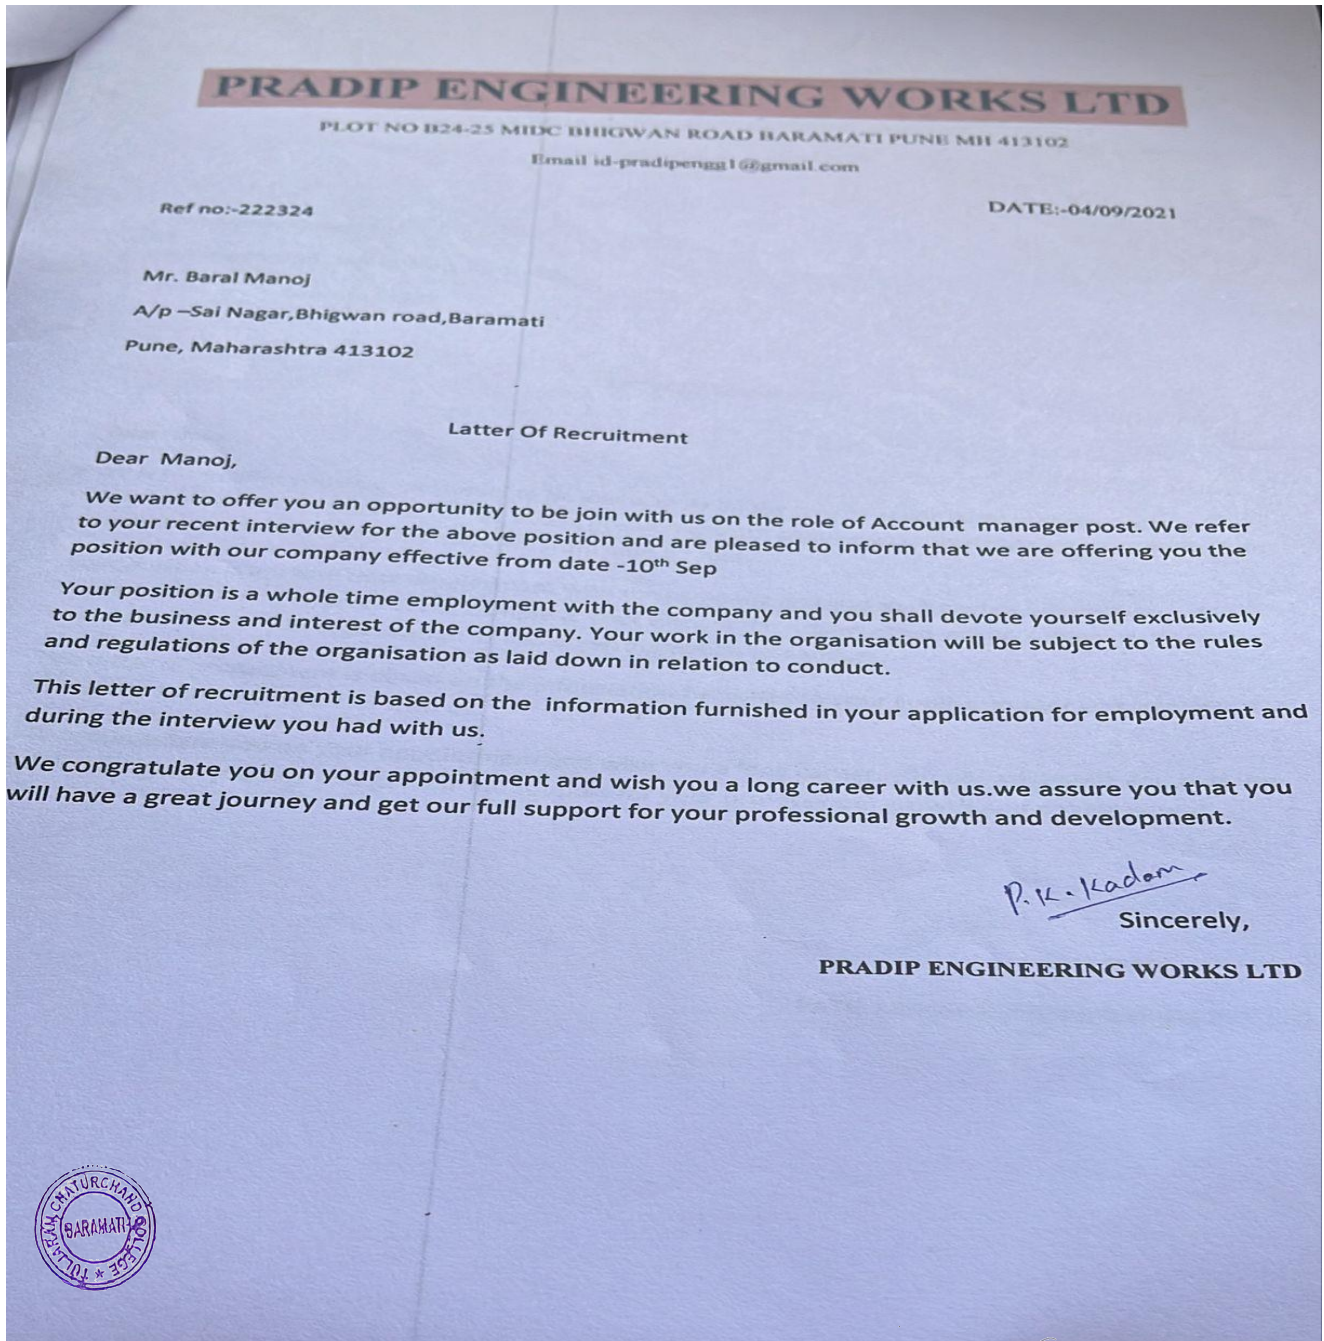 PRADIP ENGINEERING WORKS LTD
PLOT NO B24-25 MIDC BHIGWAN ROAD BARAMATI PUNE MH 413102
Email id-pradipengg1@gmail.com
Ref no:-222324
DATE:-04/09/2021
Mr. Baral Manoj
A/p –Sai Nagar,Bhigwan road,Baramati
Pune, Maharashtra 413102
Latter Of Recruitment
Dear Manoj,
We want to offer you an opportunity to be join with us on the role of Account manager post. We refer
to your recent interview for the above position and are pleased to inform that we are offering you the
position with our company effective from date -10th Sep
Your position is a whole time employment with the company and you shall devote yourself exclusively
to the business and interest of the company. Your work in the organisation will be subject to the rules
and regulations of the organisation as laid down in relation to conduct.
This letter of recruitment is based on the information furnished in your application for employment and
during the interview you had with us.
We congratulate you on your appointment and wish you a long career with us.we assure you that you
will have a great journey and get our full support for your professional growth and development.
P.K.Kadam
Sincerely,
PRADIP ENGINEERING WORKS LTD
TULJARAM CHATURCHAND COLLEGE
BARAMATI